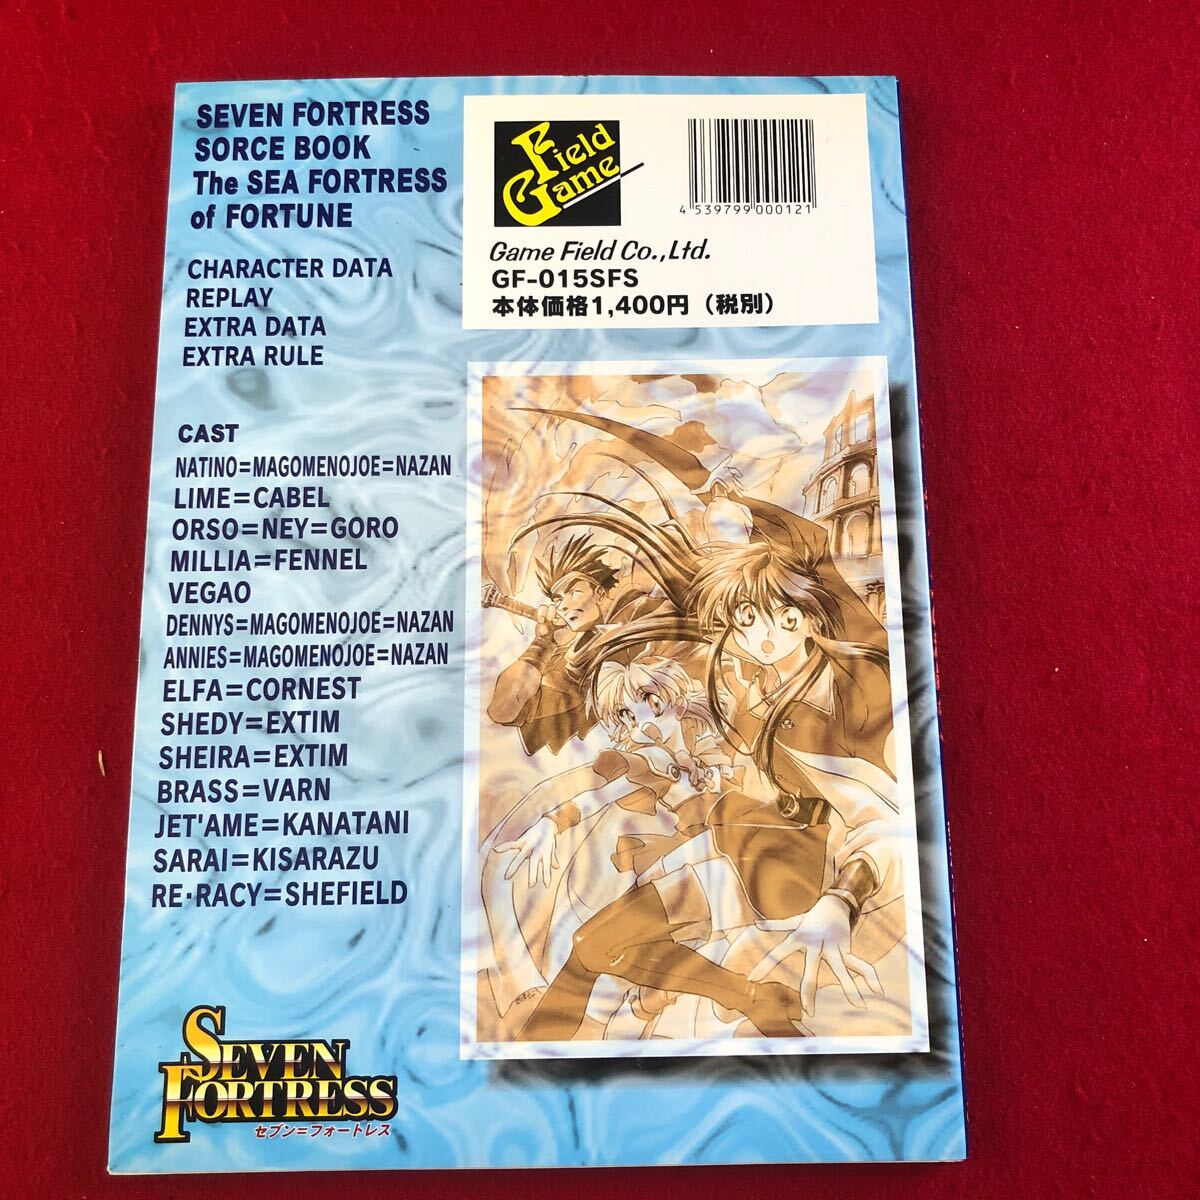 SEVEN FORTRESS
SORCE BOOK
The SEA FORTRESS
of FORTUNE
CHARACTER DATA
REPLAY
EXTRA DATA
EXTRA RULE
CAST
NATINO=MAGOMENOJOE=NAZAN
LIME=CABEL
ORSO=NEY=GORO
MILLIA=FENNEL
VEGAO
DENNYS=MAGOMENOJOE=NAZAN
ANNIES=MAGOMENOJOE=NAZAN
ELFA=CORNEST
SHEDY=EXTIM
SHEIRA=EXTIM
BRASS=VARN
JET'AME=KANATANI
SARAI=KISARAZU
RE·RACY=SHEFIELD
SEVEN
FORTRESS
セブン=フォートレス
Field
Game
4 539799 000121
Game Field Co.,Ltd.
GF-015SFS
本体価格1,400円（税別）